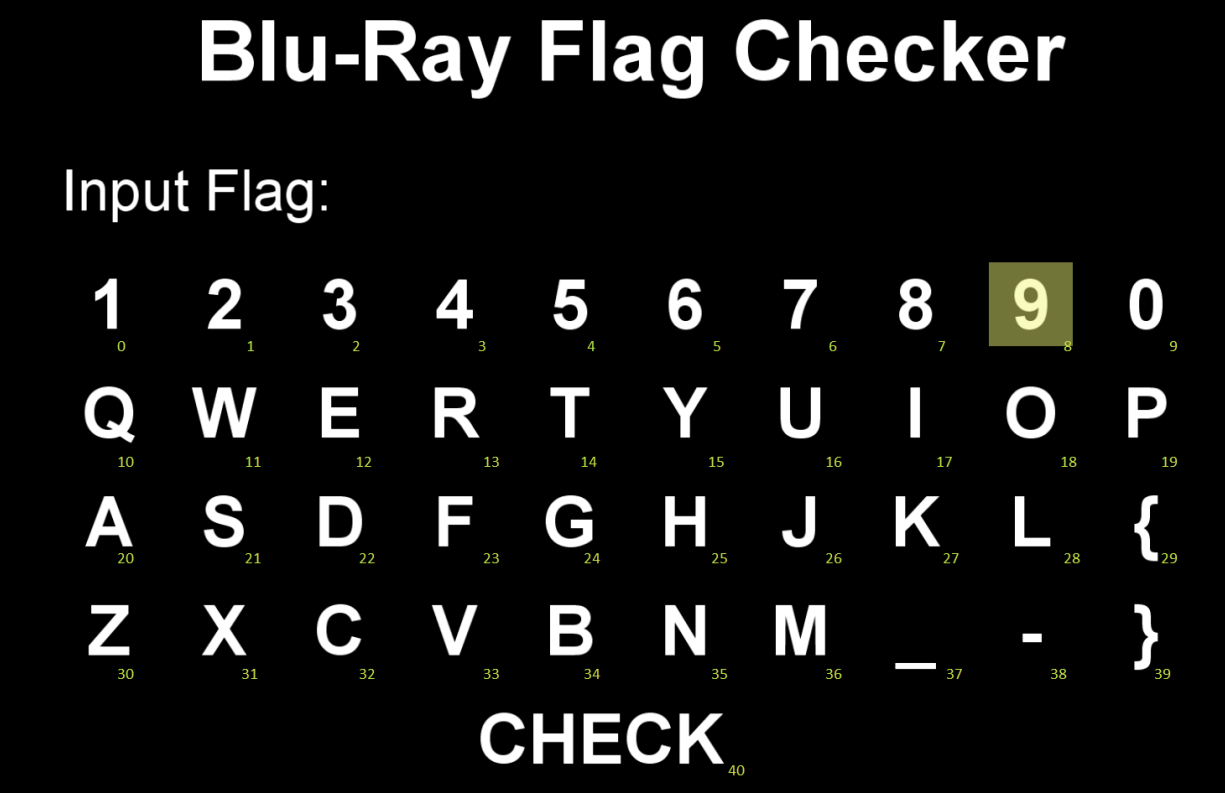 Blu-Ray Flag Checker
Input Flag:
1 2 3 4 5 6 7 8 9 0
0 1 2 3 4 5 6 7 8 9
Q W E R T Y U I O P
10 11 12 13 14 15 16 17 18 19
A S D F G H J K L {
20 21 22 23 24 25 26 27 28 29
Z X C V B N M _ - }
30 31 32 33 34 35 36 37 38 39
CHECK
40